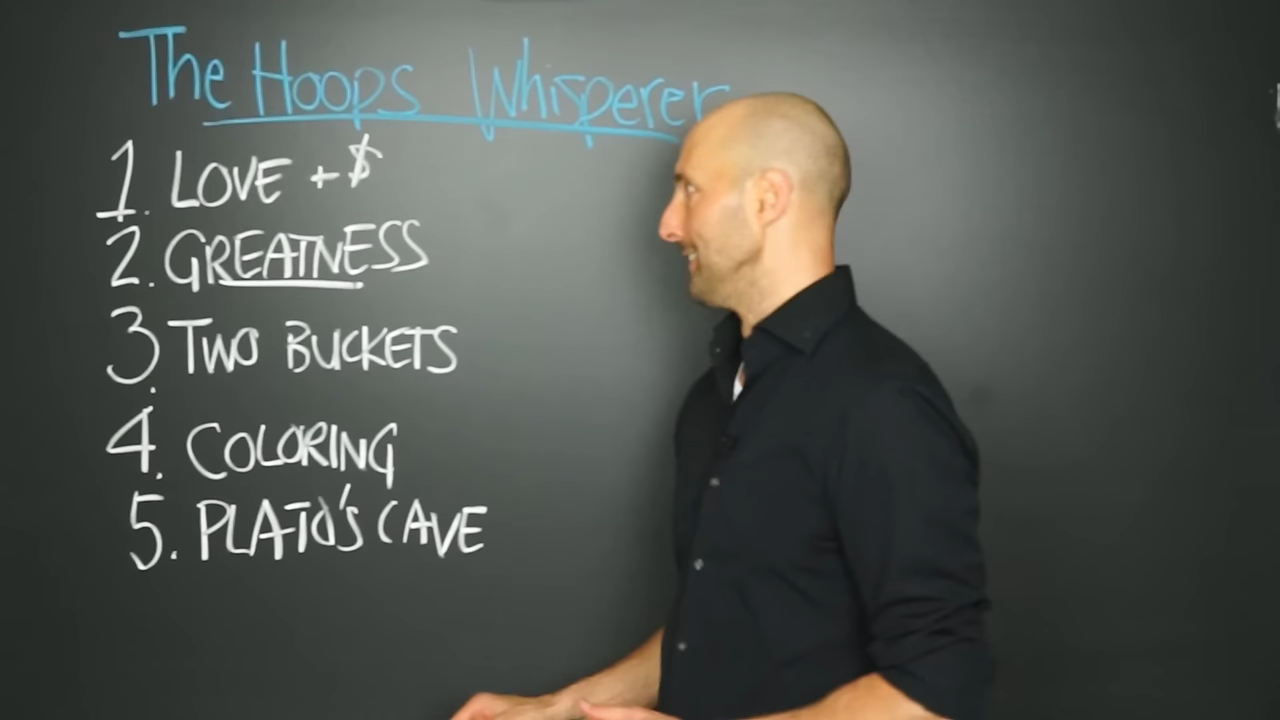 The Hoops Whisperer
1. LOVE + $
2. GREATNESS
3. TWO BUCKETS
4. COLORING
5. PLATO'S CAVE